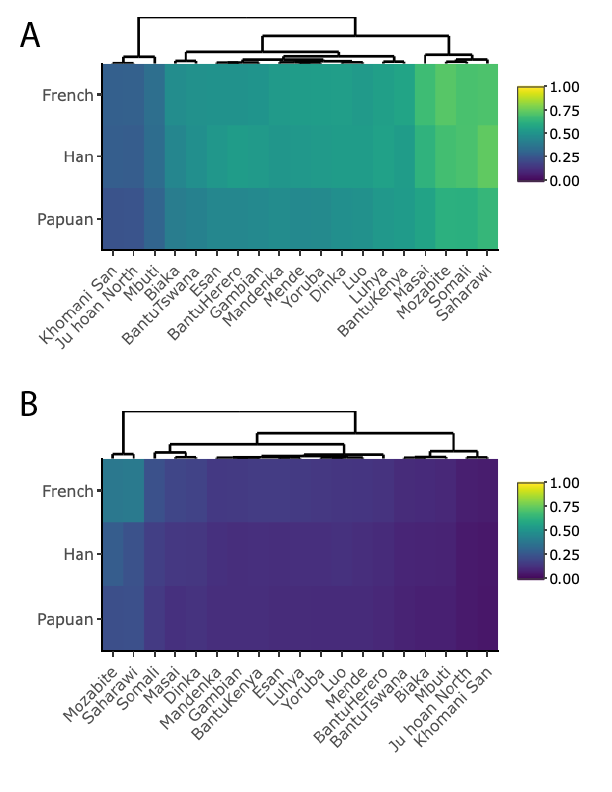 A
French
Han
Papuan
1.00
0.75
0.50
0.25
0.00
Khomani San
Ju hoan North
Mbuti
Biaka
BantuTswana
Esan
BantuHerero
Gambian
Mandenka
Mende
Yoruba
Dinka
Luo
Luhya
BantuKenya
Masai
Mozabite
Somali
Saharawi
B
French
Han
Papuan
1.00
0.75
0.50
0.25
0.00
Mozabite
Saharawi
Somali
Masai
Dinka
Mandenka
Gambian
BantuKenya
Esan
Luhya
Yoruba
Luo
Mende
BantuHerero
BantuTswana
Biaka
Mbuti
Ju hoan North
Khomani San